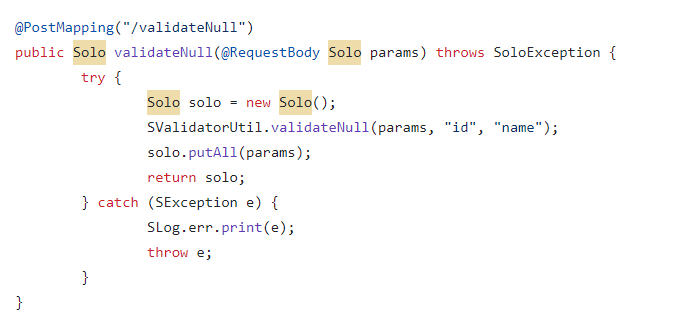 @PostMapping("/validateNull")
public Solo validateNull(@RequestBody Solo params) throws SoloException {
try {
Solo solo = new Solo();
SValidatorUtil.validateNull(params, "id", "name");
solo.putAll(params);
return solo;
} catch (SException e) {
SLog.err.print(e);
throw e;
}
}